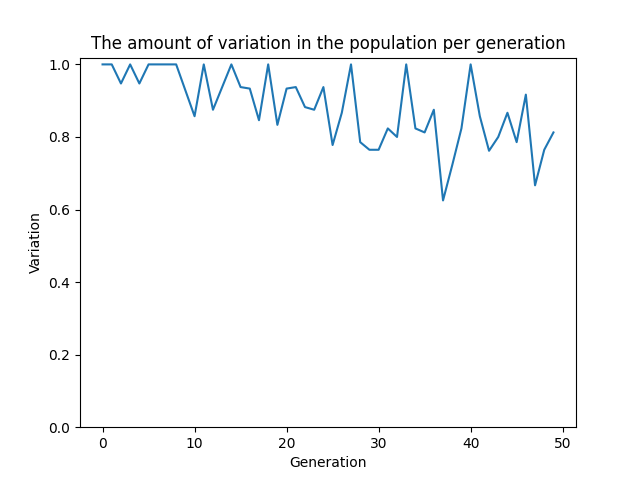 The amount of variation in the population per generation
1.0
0.8
0.6
0.4
0.2
0.0
Variation
0 10 20 30 40 50
Generation